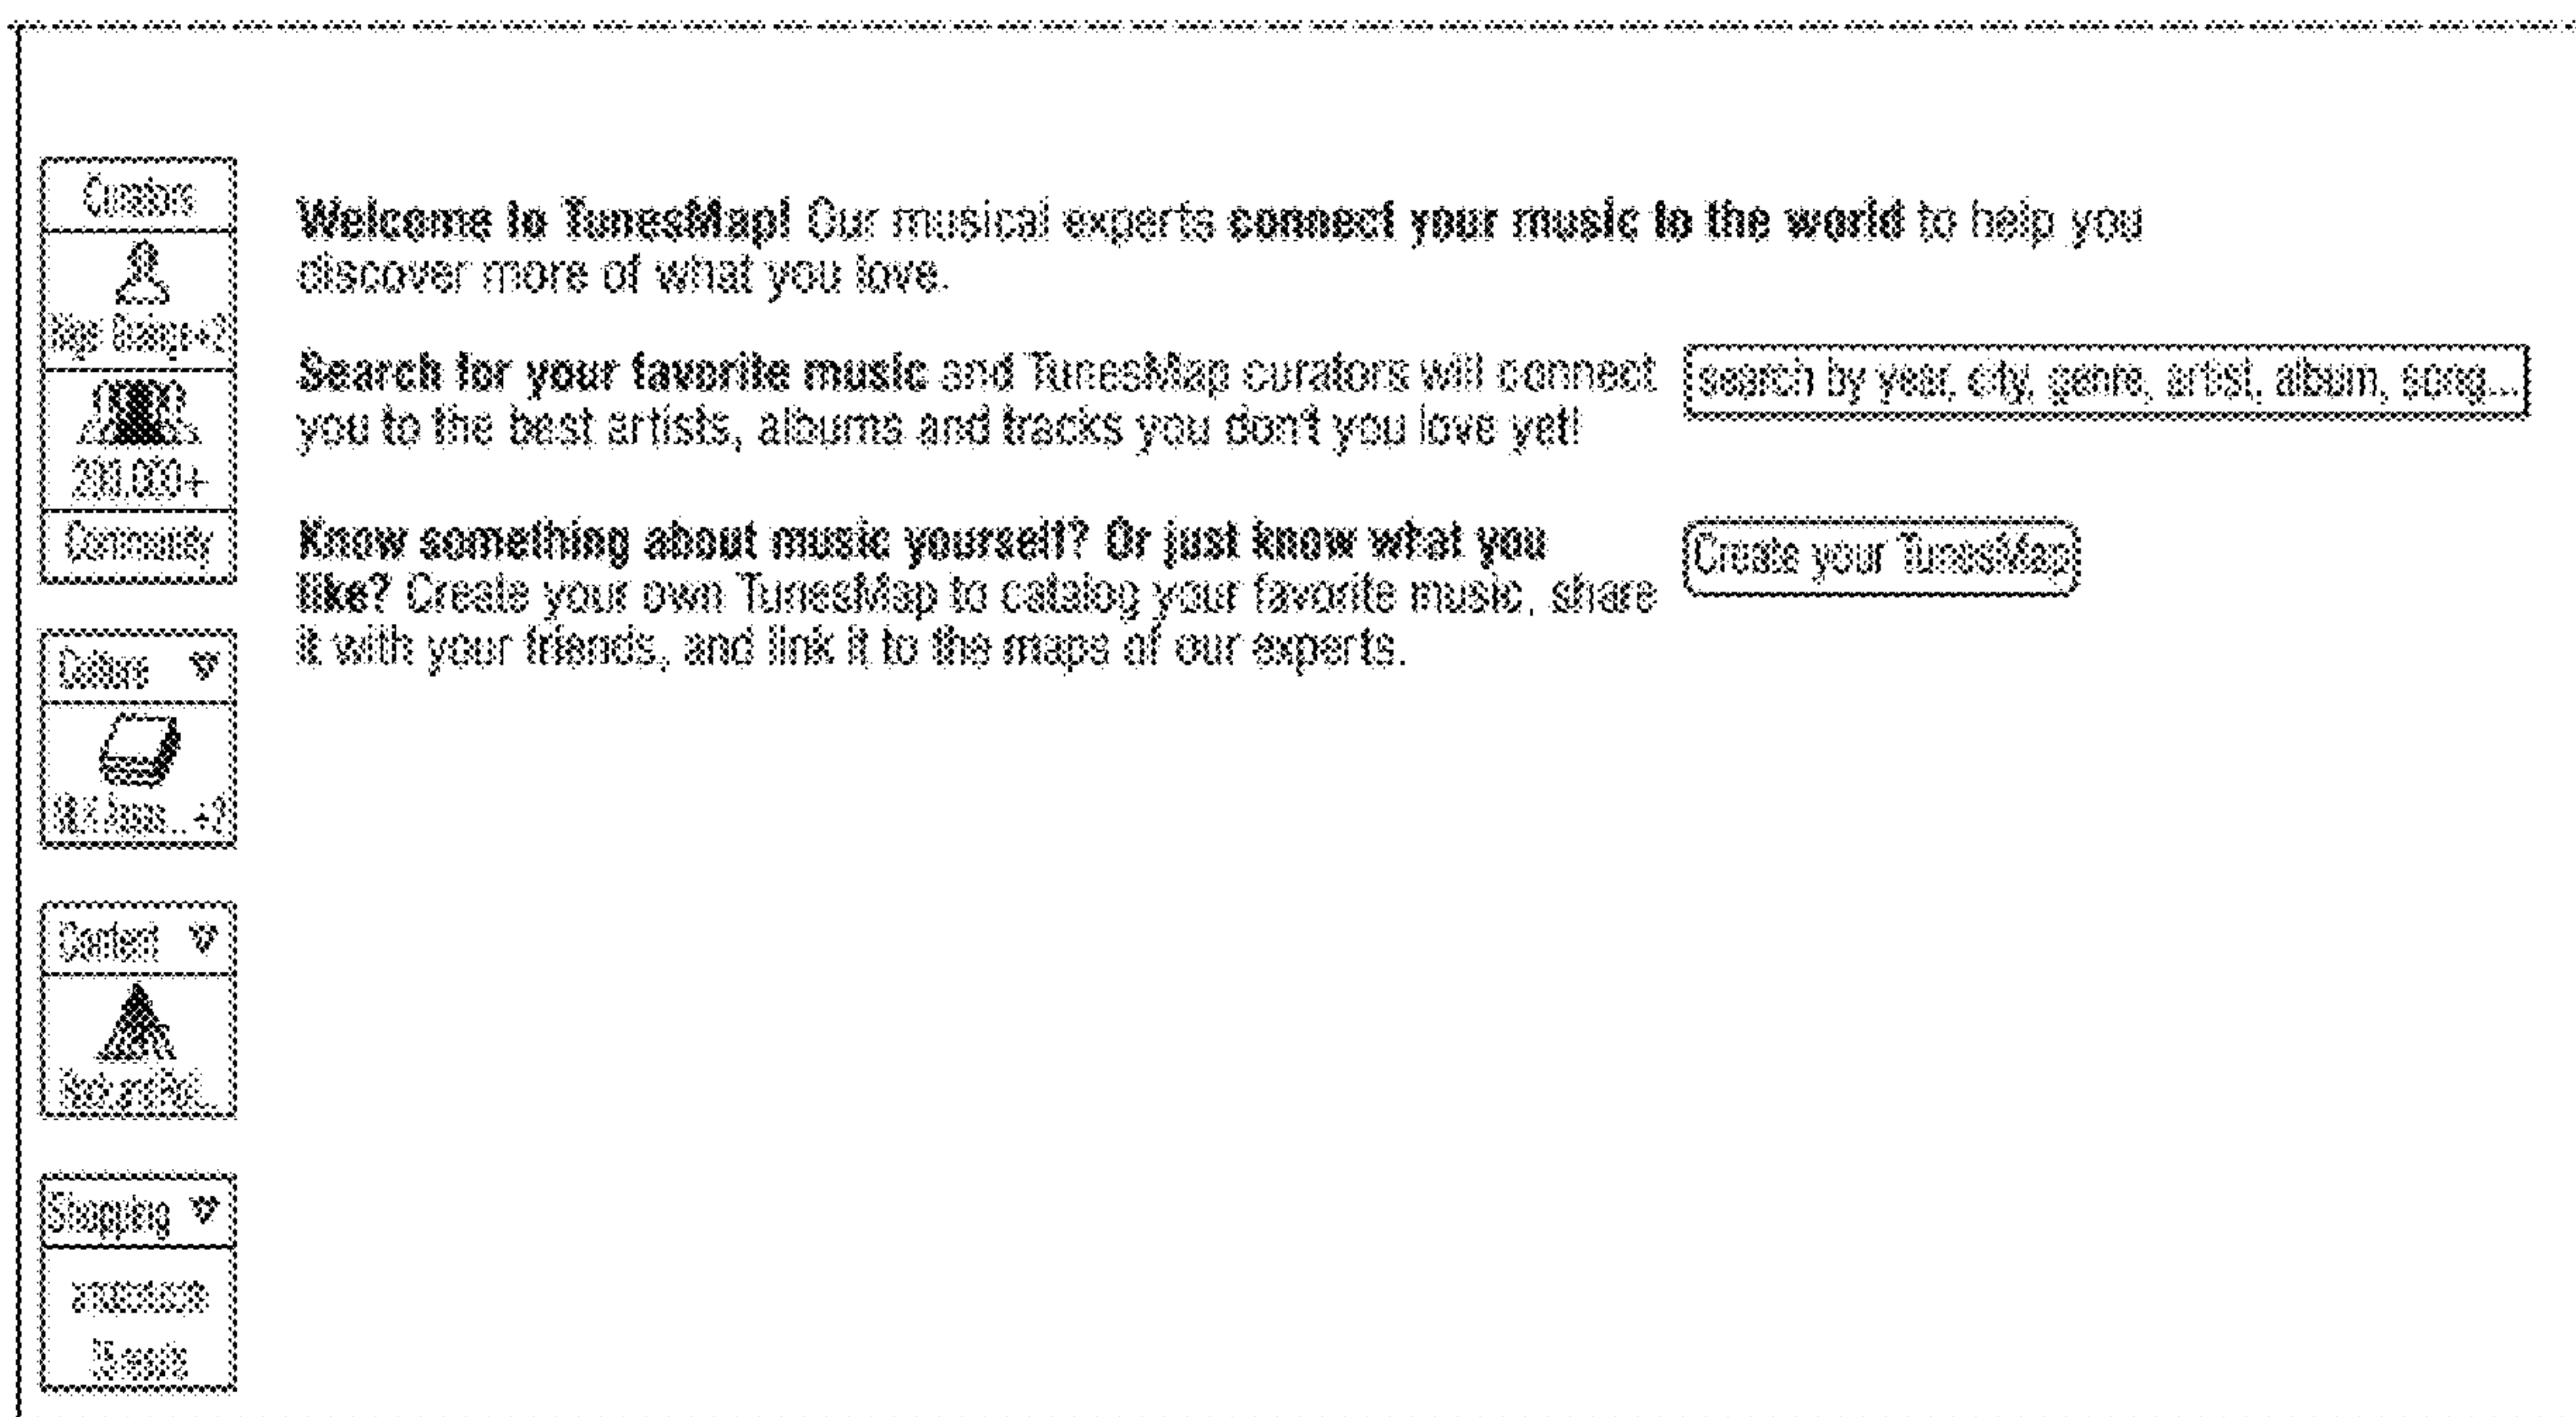 Curators
+2
200,000+
Community
Culture
+3
Content
Shopping
Welcome to TunesMap! Our musical experts connect your music to the world to help you
discover more of what you love.
Search for your favorite music and TunesMap curators will connect
you to the best artists, albums and tracks you don't you love yet!
search by year, city, genre, artist, album, song...
Know something about music yourself? Or just know what you
like? Create your own TunesMap to catalog your favorite music, share
it with your friends, and link it to the maps of our experts.
Create your TunesMap